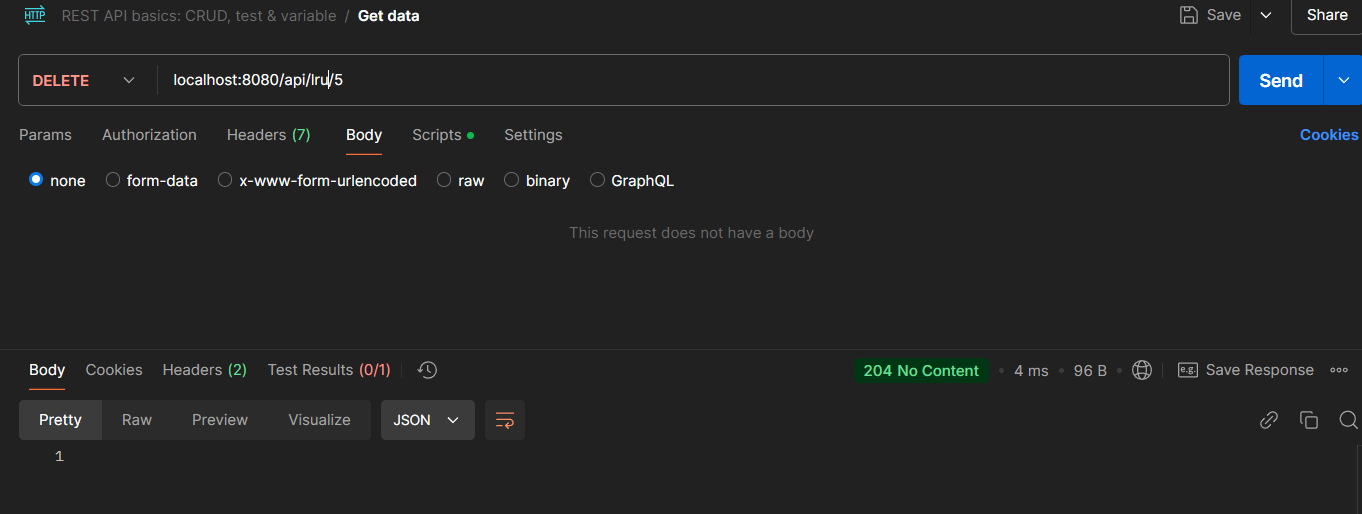 HTTP REST API basics: CRUD, test & variable / Get data Save Share
DELETE localhost:8080/api/lru/5 Send
Params Authorization Headers (7) Body Scripts Settings Cookies
none form-data x-www-form-urlencoded raw binary GraphQL
This request does not have a body
Body Cookies Headers (2) Test Results (0/1) 204 No Content 4 ms 96 B e.g. Save Response
Pretty Raw Preview Visualize JSON
1